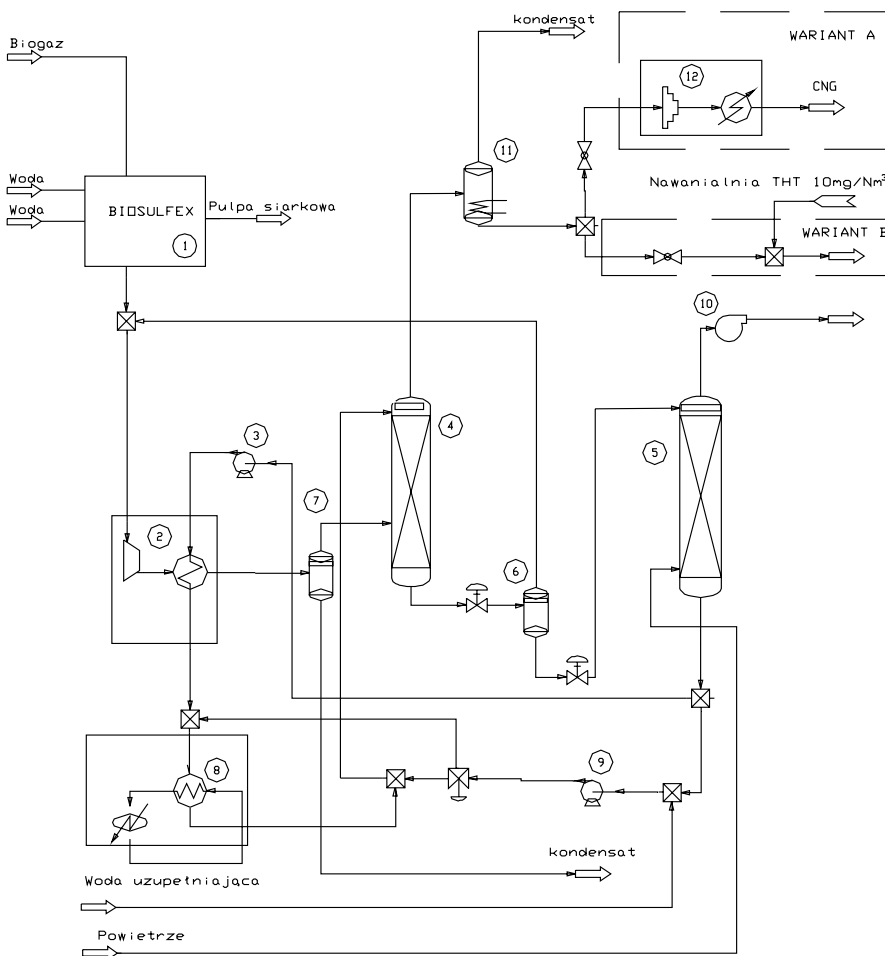 kondensat
WARIANT A
Biogaz
12
CNG
11
Woda
Woda
BIOSULFEX
Pulpa siarkowa
1
Nawanialnia THT 10mg/Nm³
WARIANT B
10
4
3
5
7
2
6
8
9
kondensat
Woda uzupełniająca
Powietrze